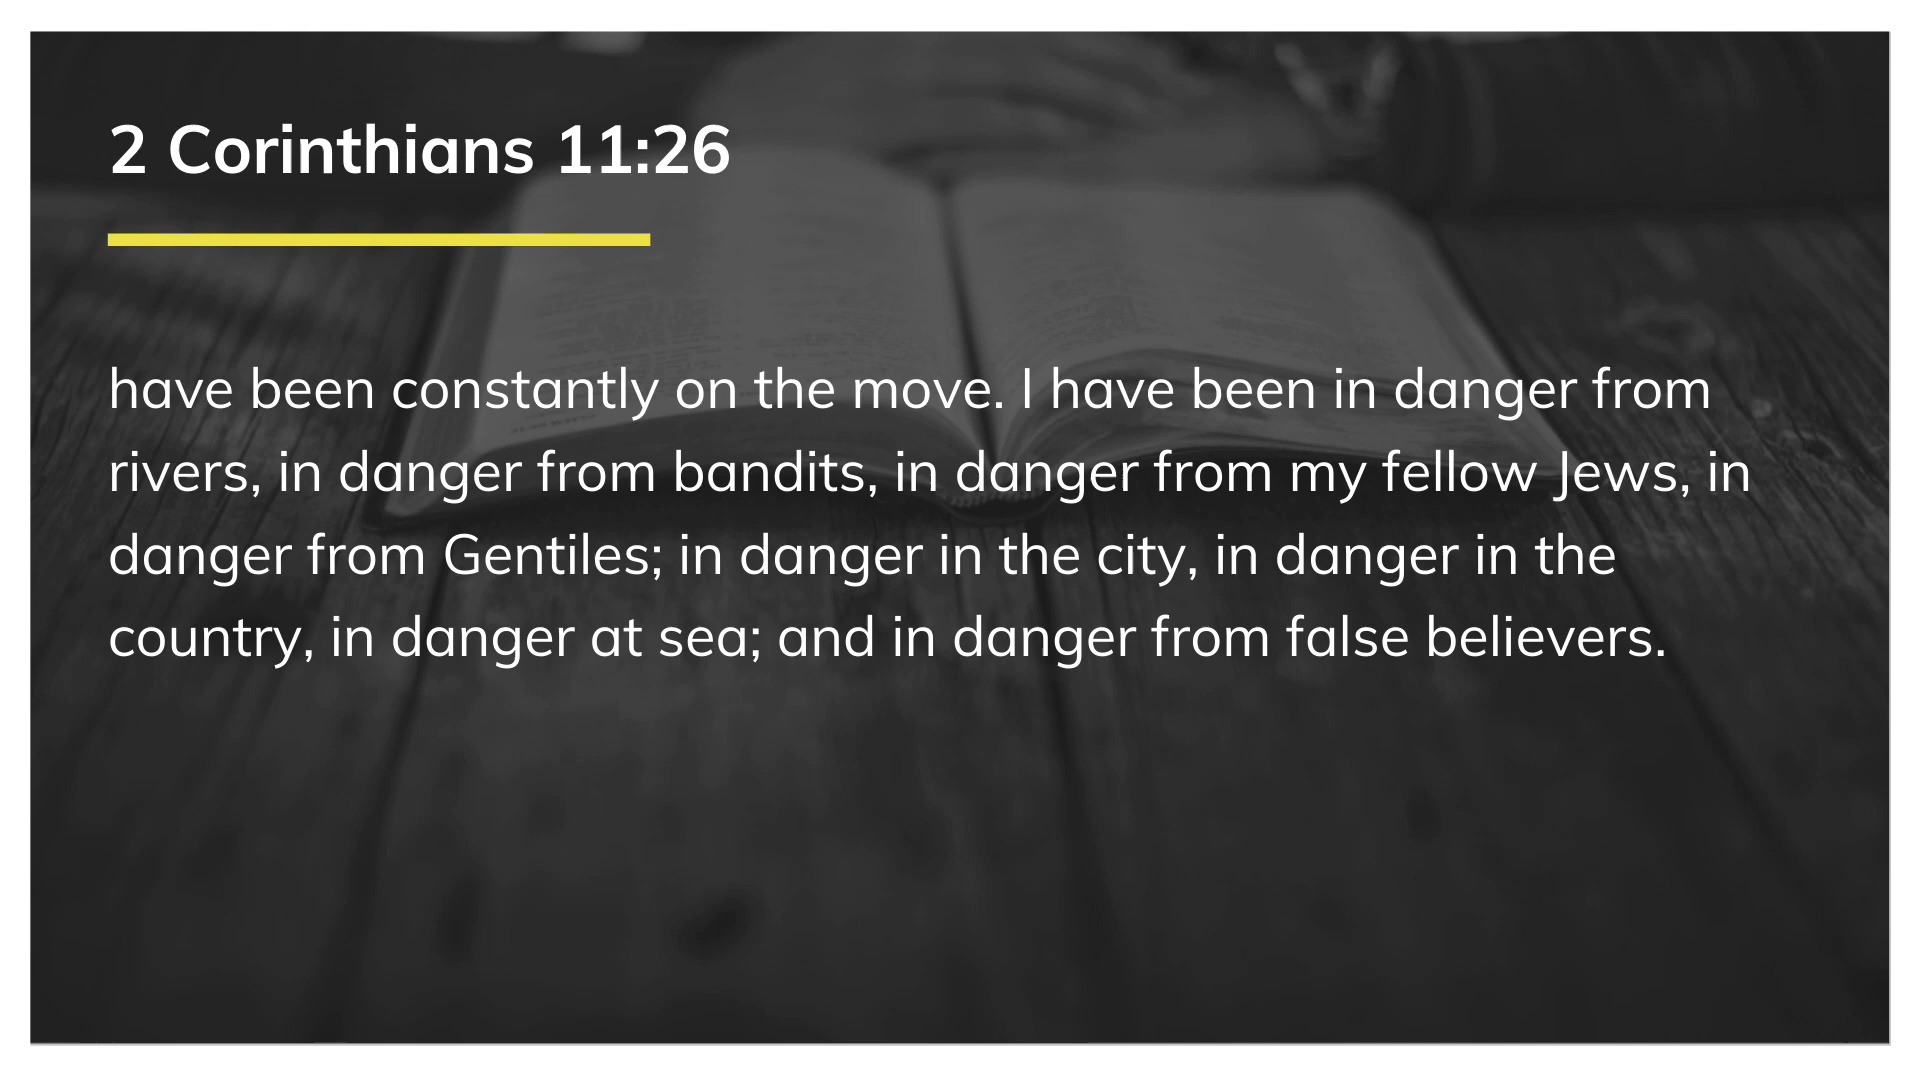 2 Corinthians 11:26
have been constantly on the move. I have been in danger from
rivers, in danger from bandits, in danger from my fellow Jews, in
danger from Gentiles; in danger in the city, in danger in the
country, in danger at sea; and in danger from false believers.